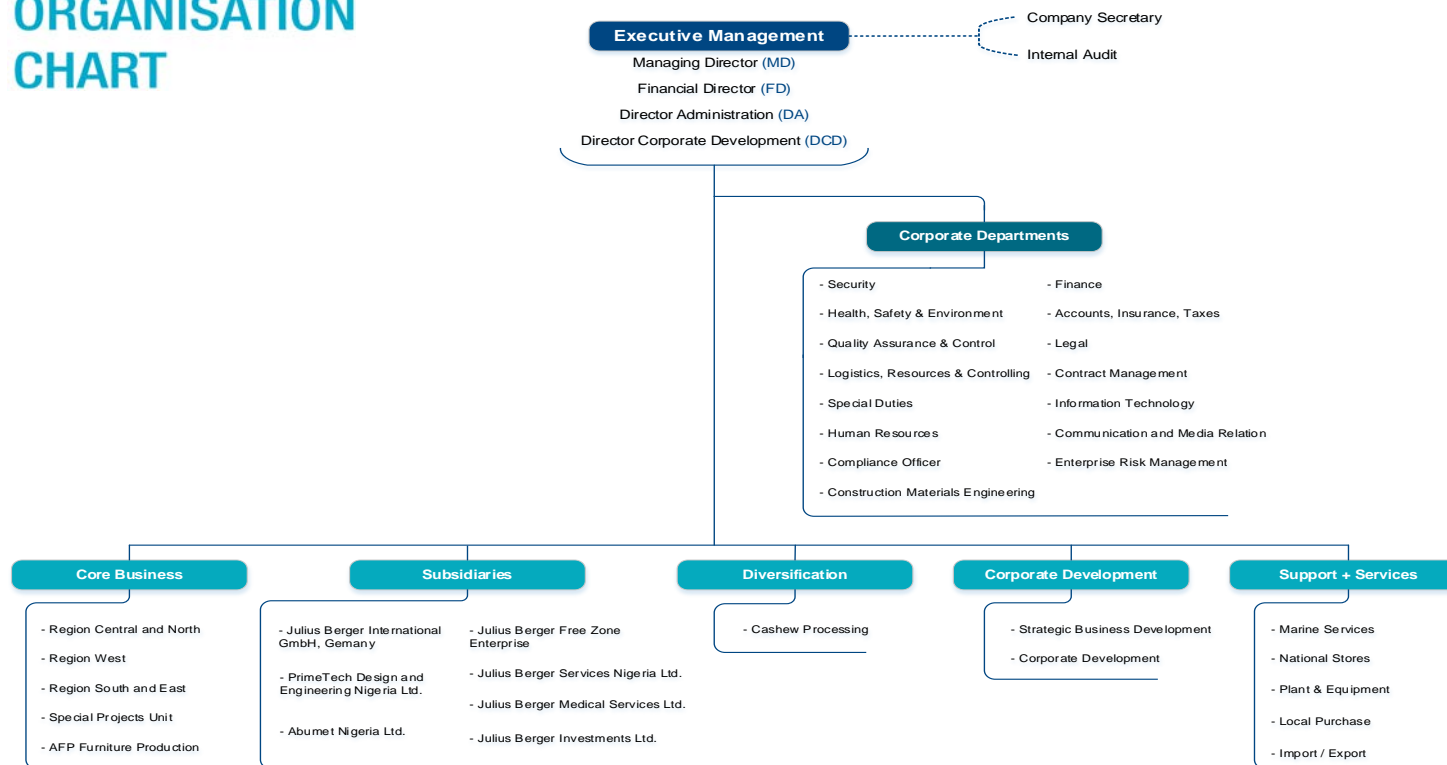 ORGANISATION
CHART
Executive Management
Company Secretary
Internal Audit
Managing Director (MD)
Financial Director (FD)
Director Administration (DA)
Director Corporate Development (DCD)
Corporate Departments
- Security
- Health, Safety & Environment
- Quality Assurance & Control
- Logistics, Resources & Controlling
- Special Duties
- Human Resources
- Compliance Officer
- Construction Materials Engineering
- Finance
- Accounts, Insurance, Taxes
- Legal
- Contract Management
- Information Technology
- Communication and Media Relation
- Enterprise Risk Management
Core Business
- Region Central and North
- Region West
- Region South and East
- Special Projects Unit
- AFP Furniture Production
Subsidiaries
- Julius Berger International
GmbH, Gemany
- PrimeTech Design and
Engineering Nigeria Ltd.
- Abumet Nigeria Ltd.
- Julius Berger Free Zone
Enterprise
- Julius Berger Services Nigeria Ltd.
- Julius Berger Medical Services Ltd.
- Julius Berger Investments Ltd.
Diversification
- Cashew Processing
Corporate Development
- Strategic Business Development
- Corporate Development
Support + Services
- Marine Services
- National Stores
- Plant & Equipment
- Local Purchase
- Import / Export